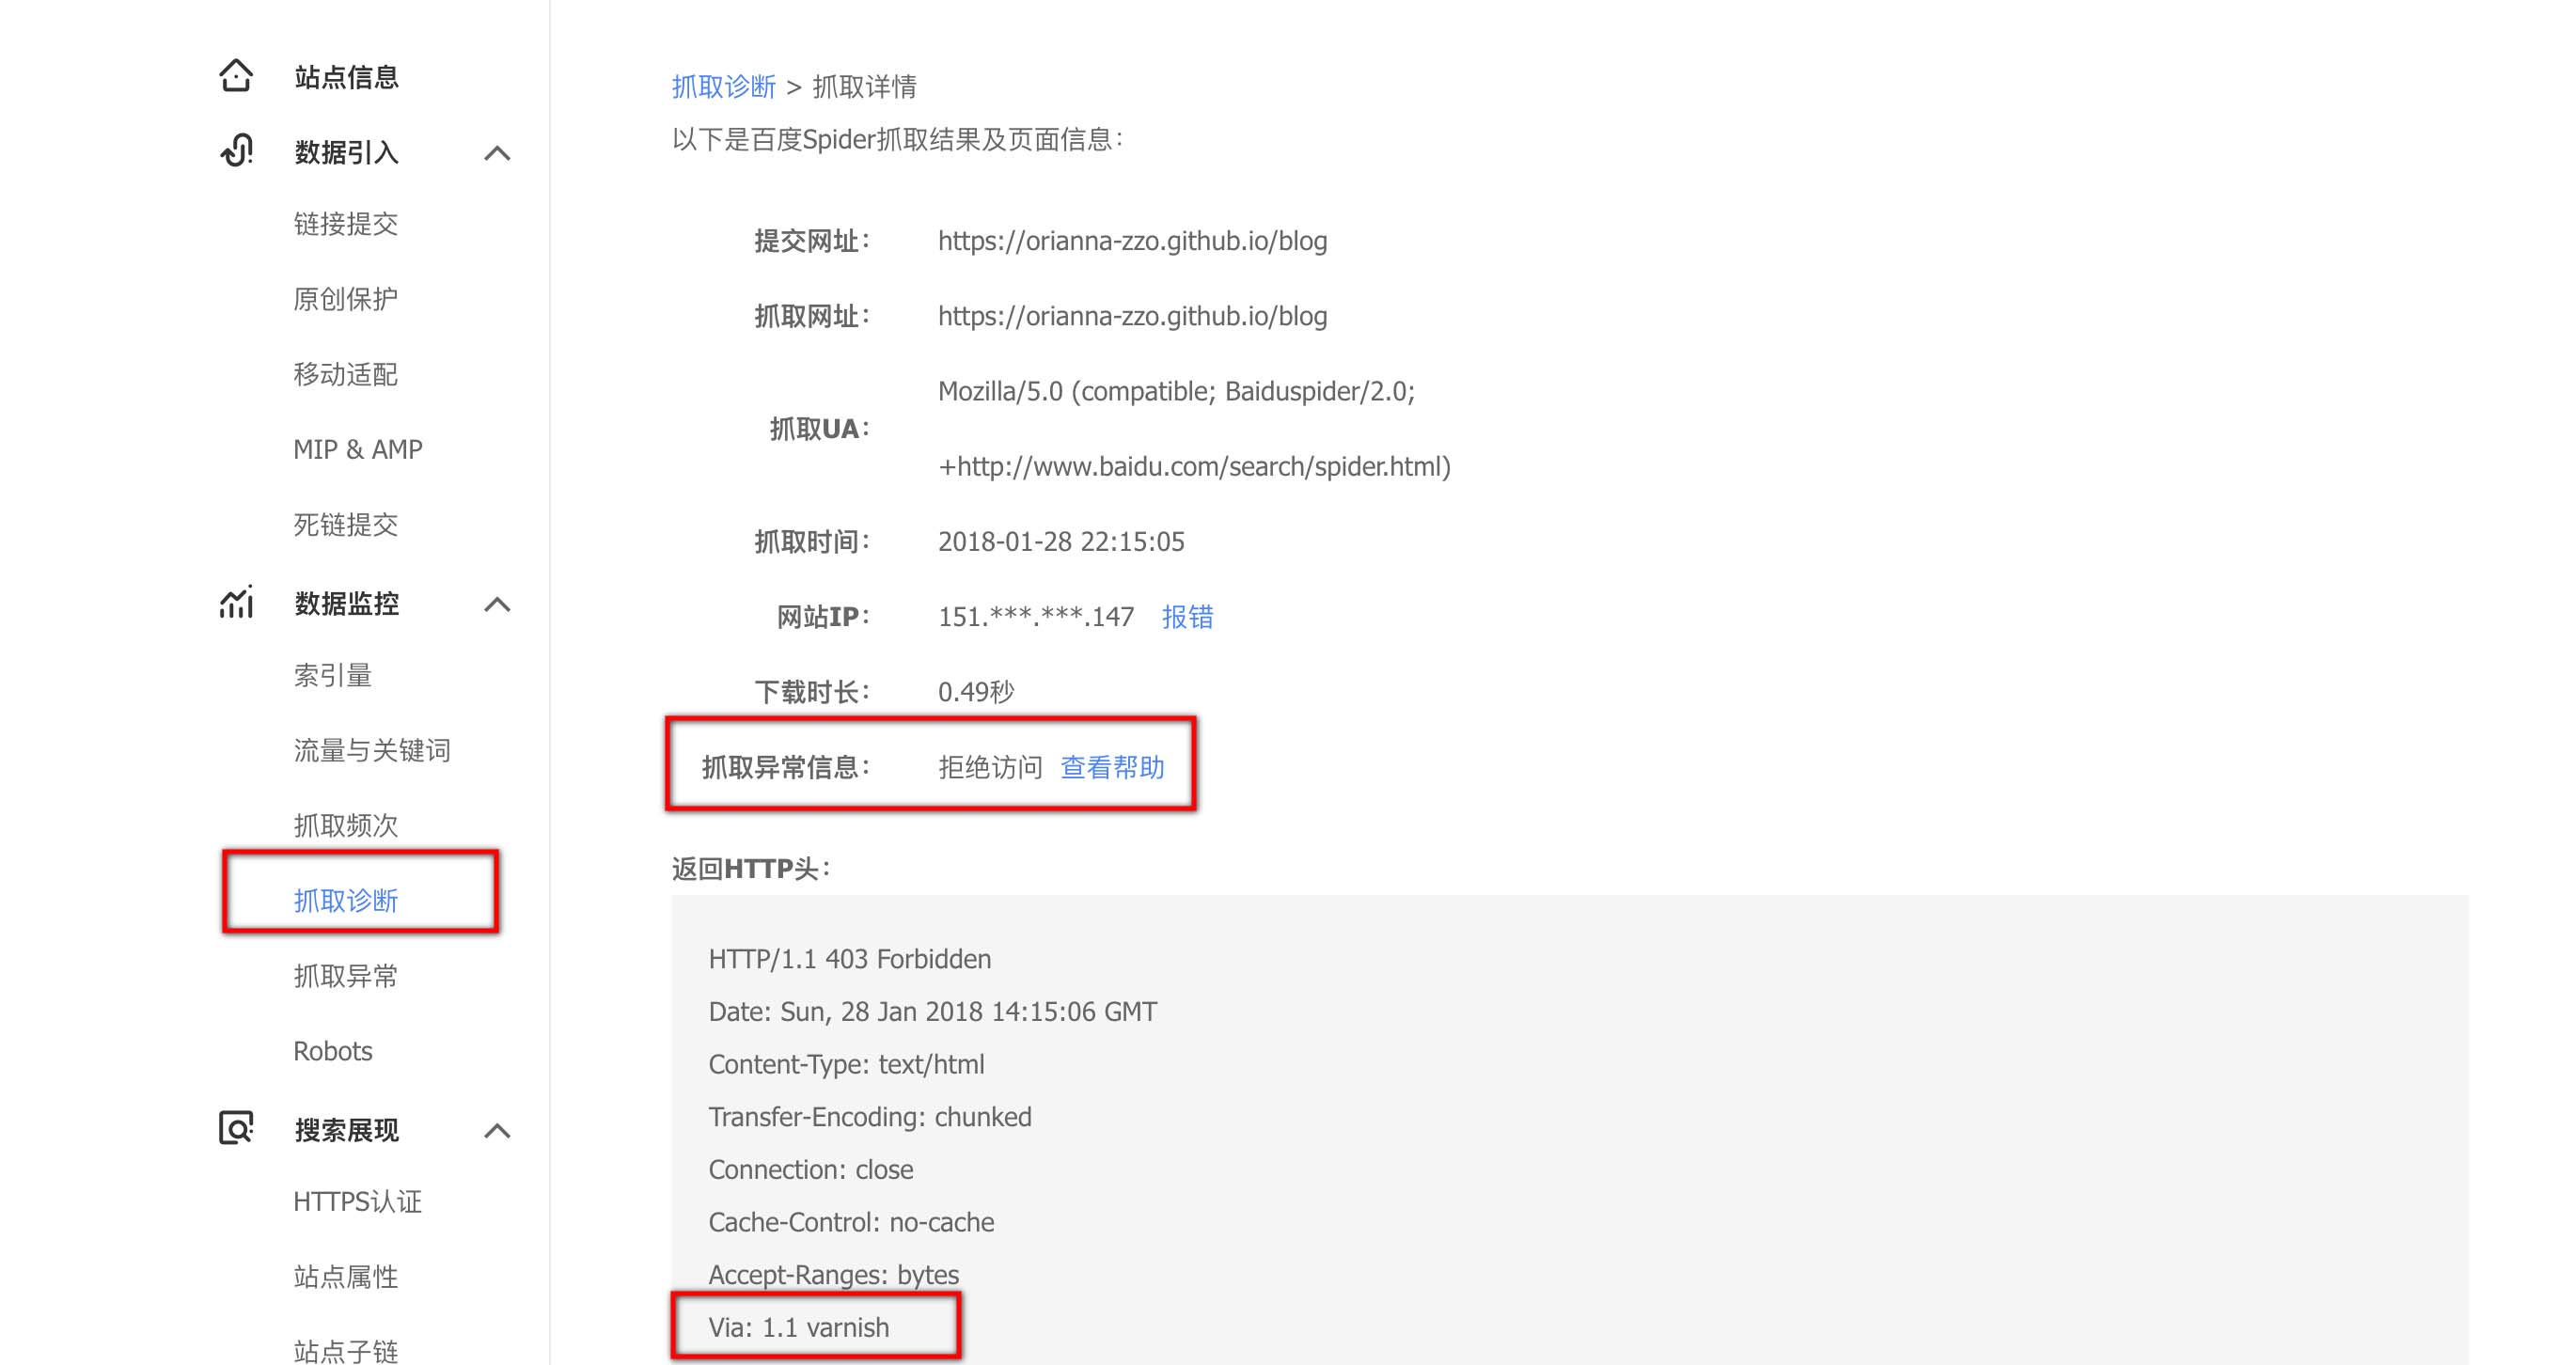 站点信息
数据引入
链接提交
原创保护
移动适配
MIP & AMP
死链提交
数据监控
索引量
流量与关键词
抓取频次
抓取诊断
抓取异常
Robots
搜索展现
HTTPS认证
站点属性
站点子链
抓取诊断 > 抓取详情
以下是百度Spider抓取结果及页面信息：
提交网址： https://orianna-zzo.github.io/blog
抓取网址： https://orianna-zzo.github.io/blog
抓取UA： Mozilla/5.0 (compatible; Baiduspider/2.0;
+http://www.baidu.com/search/spider.html)
抓取时间： 2018-01-28 22:15:05
网站IP： 151.***.***.147 报错
下载时长： 0.49秒
抓取异常信息： 拒绝访问 查看帮助
返回HTTP头：
HTTP/1.1 403 Forbidden
Date: Sun, 28 Jan 2018 14:15:06 GMT
Content-Type: text/html
Transfer-Encoding: chunked
Connection: close
Cache-Control: no-cache
Accept-Ranges: bytes
Via: 1.1 varnish